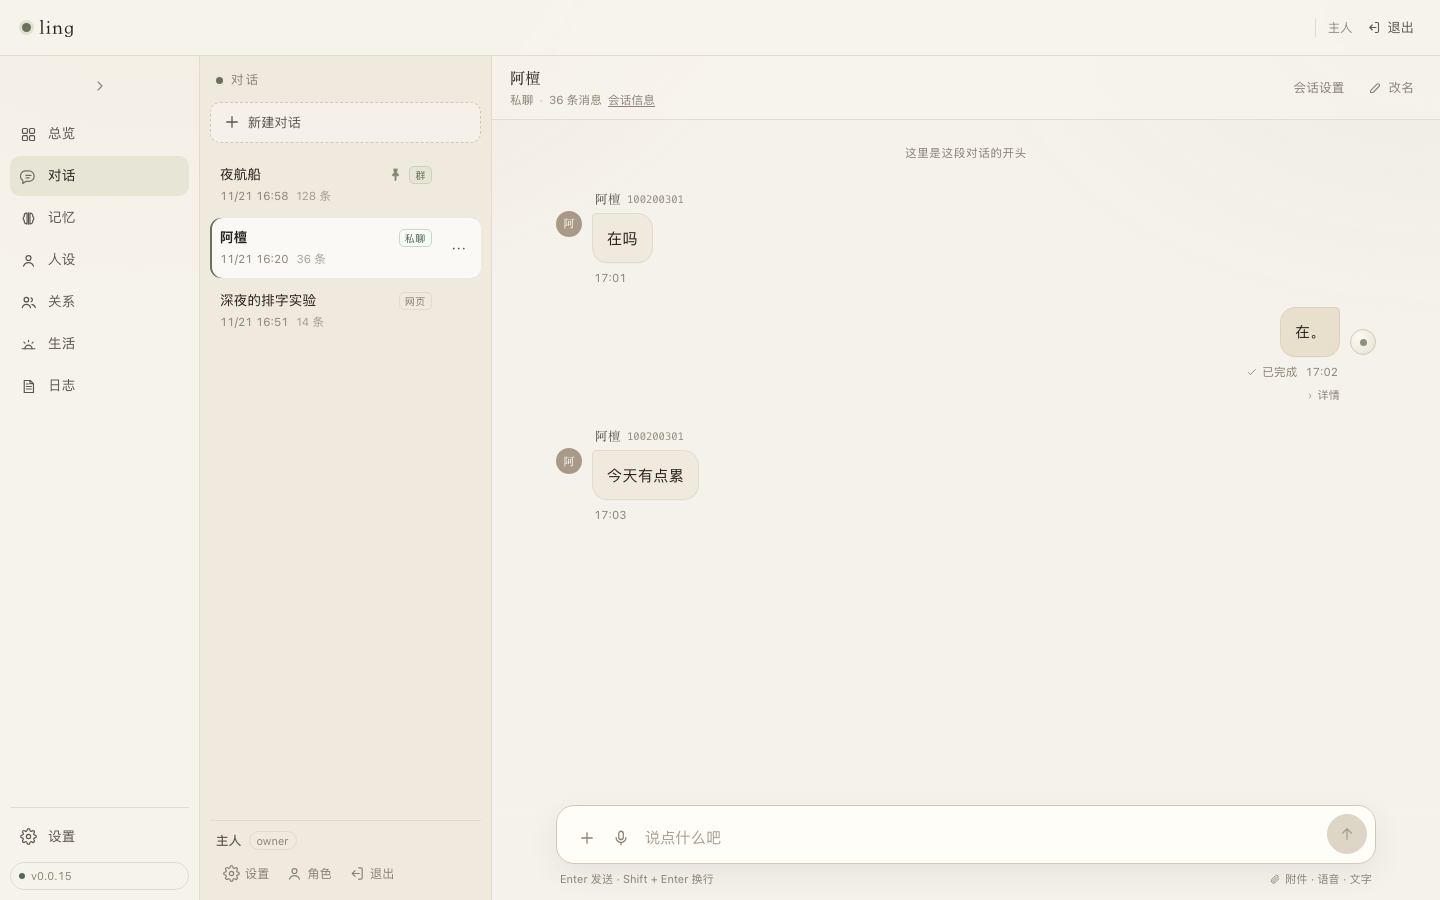 ling
主人 退出
总览
对话
记忆
人设
关系
生活
日志
设置
v0.0.15
对话
新建对话
夜航船 群
11/21 16:58 128 条
阿檀 私聊
11/21 16:20 36 条
深夜的排字实验 网页
11/21 16:51 14 条
主人 owner
设置 角色 退出
阿檀
私聊 · 36 条消息 会话信息
会话设置 改名
这里是这段对话的开头
阿檀 100200301
阿
在吗
17:01
在。
已完成 17:02
› 详情
阿檀 100200301
阿
今天有点累
17:03
说点什么吧
Enter 发送 · Shift + Enter 换行
附件 · 语音 · 文字